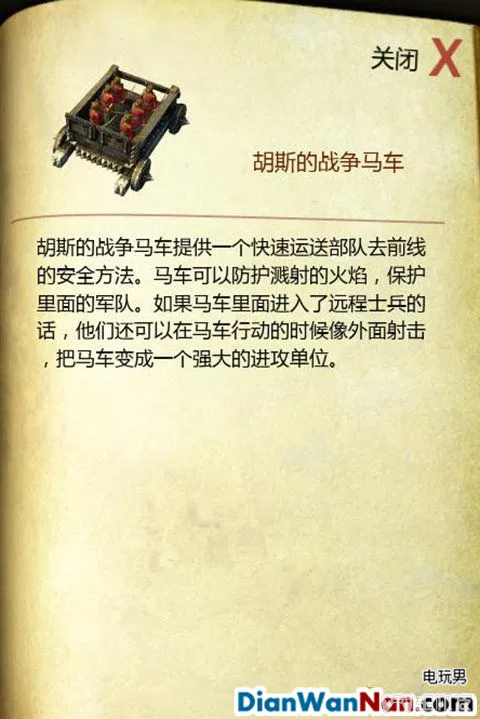 关闭 X
胡斯的战争马车
胡斯的战争马车提供一个快速运送部队去前线
的安全方法。马车可以防护溅射的火焰，保护
里面的军队。如果马车里面进入了远程士兵的
话，他们还可以在马车行动的时候像外面射击
，把马车变成一个强大的进攻单位。
电玩男
DianWanNan.com